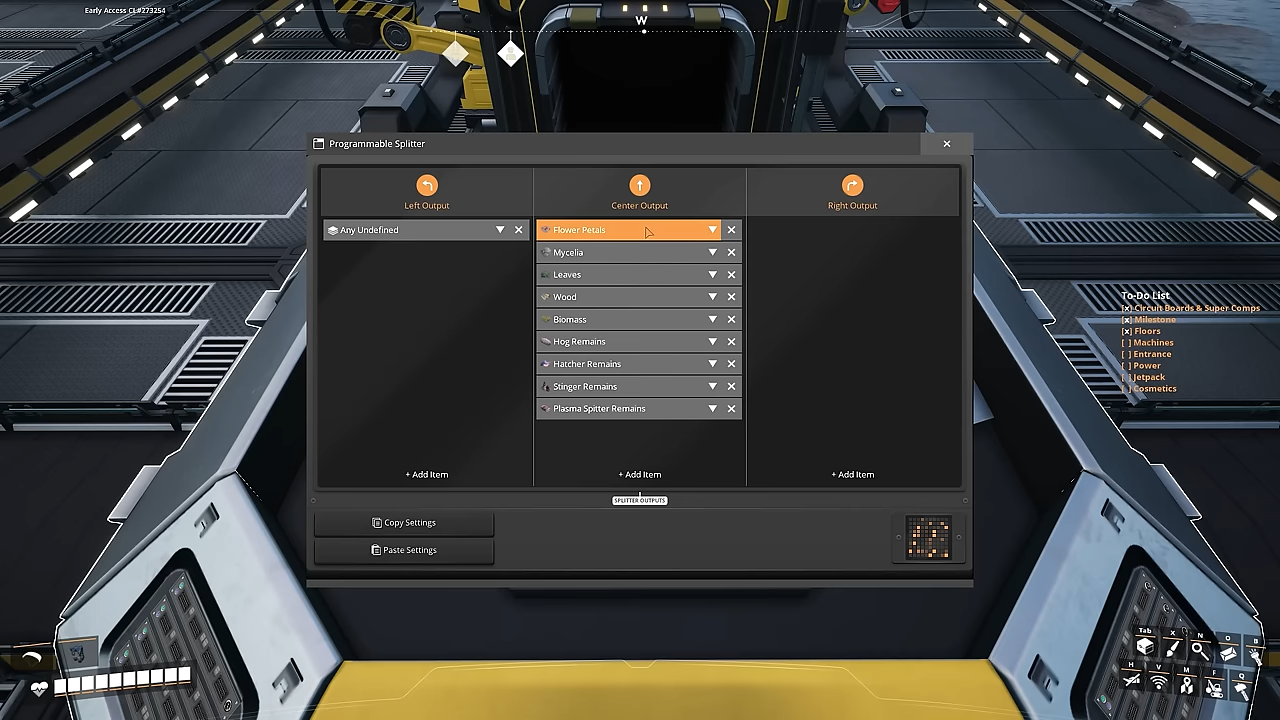 Early Access CL#273254
W
Programmable Splitter
Left Output
Center Output
Right Output
Any Undefined
Flower Petals
Mycelia
Leaves
Wood
Biomass
Hog Remains
Hatcher Remains
Stinger Remains
Plasma Spitter Remains
+ Add Item
+ Add Item
+ Add Item
SPLITTER OUTPUTS
Copy Settings
Paste Settings
To-Do List
[x] Circuit Boards & Super Comps
[x] Milestone
[x] Floors
[ ] Machines
[ ] Entrance
[ ] Power
[ ] Jetpack
[ ] Cosmetics
Tab X N O B
H V M F Q